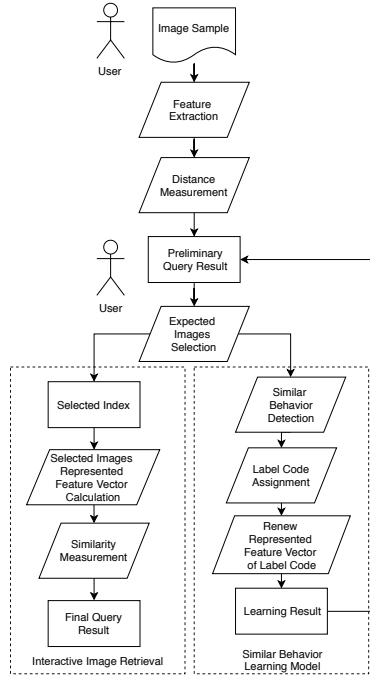 Image Sample
User
Feature
Extraction
Distance
Measurement
Preliminary
Query Result
User
Expected
Images
Selection
Selected Index
Selected Images
Represented
Feature Vector
Calculation
Similarity
Measurement
Final Query
Result
Interactive Image Retrieval
Similar
Behavior
Detection
Label Code
Assignment
Renew
Represented
Feature Vector
of Label Code
Learning Result
Similar Behavior
Learning Model